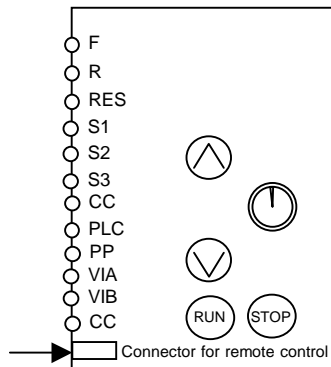 F
R
RES
S1
S2
S3
CC
PLC
PP
VIA
VIB
CC
RUN STOP
Connector for remote control